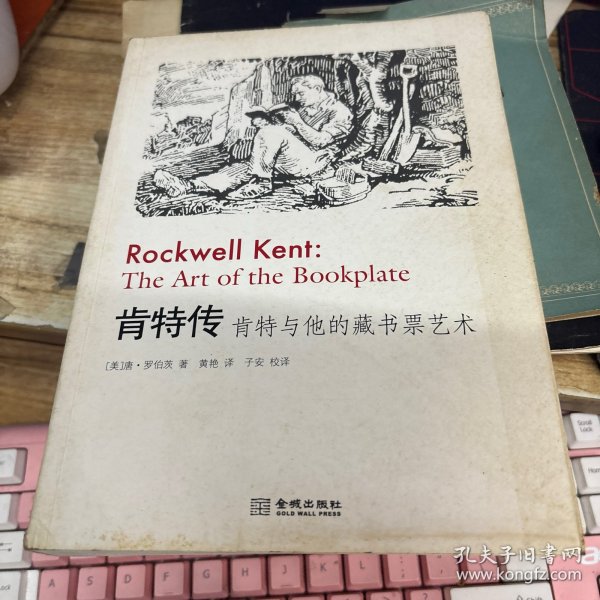 Rockwell Kent:
The Art of the Bookplate
肯特传 肯特与他的藏书票艺术
[美]唐·罗伯茨 著 黄艳 译 子安 校译
金城出版社
GOLD WALL PRESS
Scroll Lock
A S D F G H J K L
孔夫子旧书网
www.kongfz.com